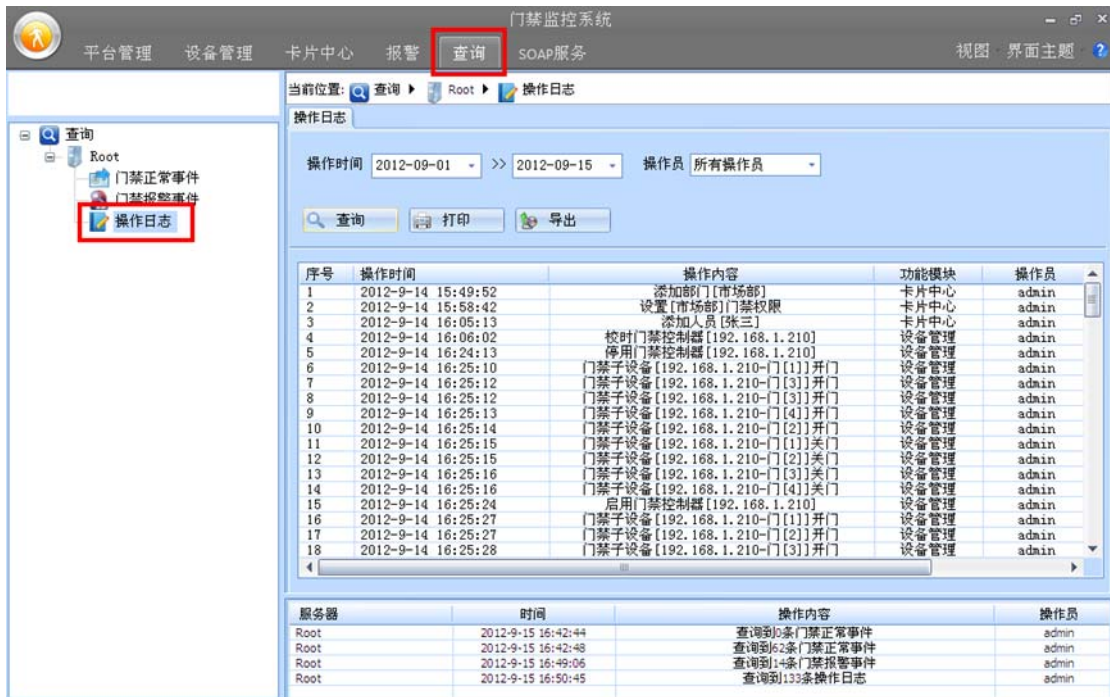 门禁监控系统
平台管理 设备管理 卡片中心 报警 查询 SOAP服务 视图 界面主题
当前位置: 查询 Root 操作日志
操作日志
查询
Root
门禁正常事件
门禁报警事件
操作日志
操作时间 2012-09-01 >> 2012-09-15 操作员 所有操作员
查询 打印 导出
序号 操作时间 操作内容 功能模块 操作员
1 2012-9-14 15:49:52 添加部门[市场部] 卡片中心 admin
2 2012-9-14 15:58:42 设置[市场部]门禁权限 卡片中心 admin
3 2012-9-14 16:05:13 添加人员[张三] 卡片中心 admin
4 2012-9-14 16:06:02 校时门禁控制器[192.168.1.210] 设备管理 admin
5 2012-9-14 16:24:13 停用门禁控制器[192.168.1.210] 设备管理 admin
6 2012-9-14 16:25:10 门禁子设备[192.168.1.210-门[1]]开门 设备管理 admin
7 2012-9-14 16:25:12 门禁子设备[192.168.1.210-门[3]]开门 设备管理 admin
8 2012-9-14 16:25:12 门禁子设备[192.168.1.210-门[3]]开门 设备管理 admin
9 2012-9-14 16:25:13 门禁子设备[192.168.1.210-门[4]]开门 设备管理 admin
10 2012-9-14 16:25:14 门禁子设备[192.168.1.210-门[2]]开门 设备管理 admin
11 2012-9-14 16:25:15 门禁子设备[192.168.1.210-门[1]]关门 设备管理 admin
12 2012-9-14 16:25:15 门禁子设备[192.168.1.210-门[2]]关门 设备管理 admin
13 2012-9-14 16:25:16 门禁子设备[192.168.1.210-门[3]]关门 设备管理 admin
14 2012-9-14 16:25:16 门禁子设备[192.168.1.210-门[4]]关门 设备管理 admin
15 2012-9-14 16:25:24 启用门禁控制器[192.168.1.210] 设备管理 admin
16 2012-9-14 16:25:27 门禁子设备[192.168.1.210-门[1]]开门 设备管理 admin
17 2012-9-14 16:25:27 门禁子设备[192.168.1.210-门[2]]开门 设备管理 admin
18 2012-9-14 16:25:28 门禁子设备[192.168.1.210-门[3]]开门 设备管理 admin
服务器 时间 操作内容 操作员
Root 2012-9-15 16:42:44 查询到0条门禁正常事件 admin
Root 2012-9-15 16:42:48 查询到62条门禁正常事件 admin
Root 2012-9-15 16:49:06 查询到14条门禁报警事件 admin
Root 2012-9-15 16:50:45 查询到133条操作日志 admin